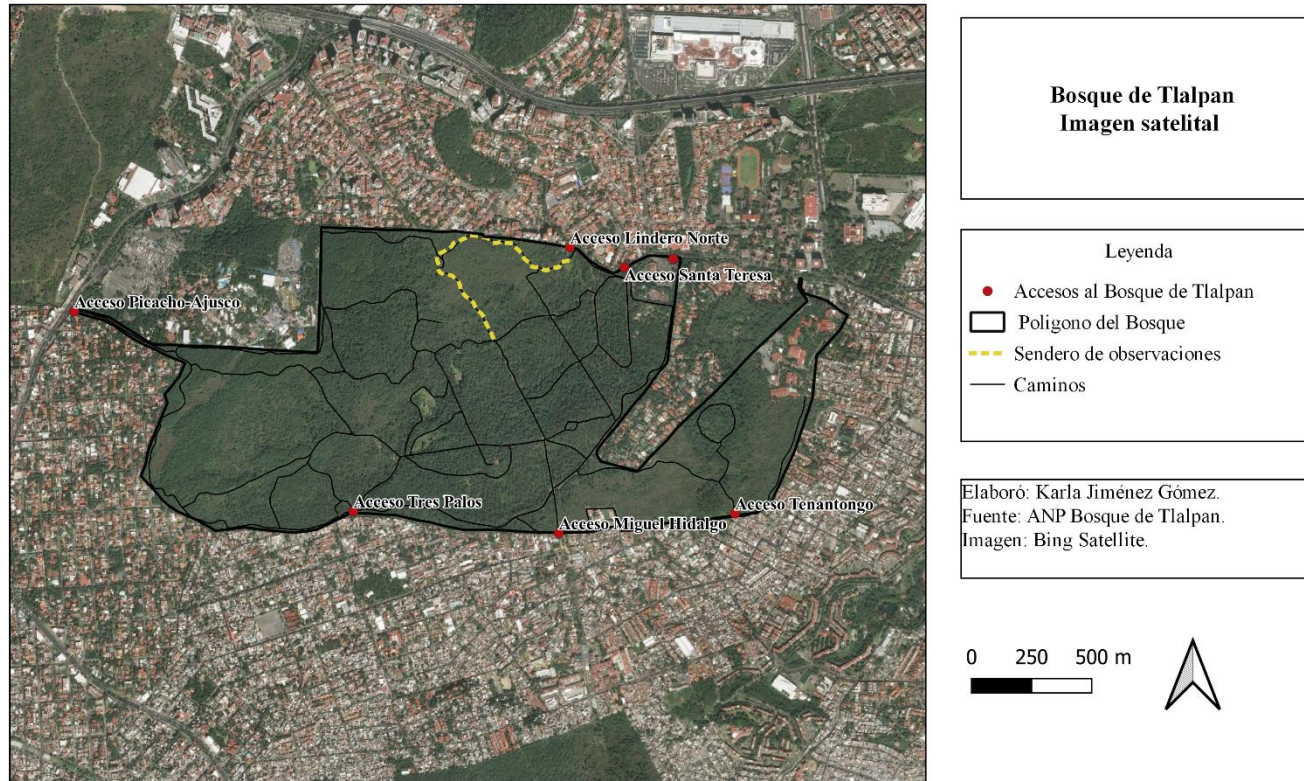 Bosque de Tlalpan
Imagen satelital
Leyenda
Accesos al Bosque de Tlalpan
Poligono del Bosque
Sendero de observaciones
Caminos
Elaboró: Karla Jiménez Gómez.
Fuente: ANP Bosque de Tlalpan.
Imagen: Bing Satellite.
0 250 500 m
Acceso Lindero Norte
Acceso Santa Teresa
Acceso Picacho-Ajusco
Acceso Tres Palos
Acceso Tenantongo
Acceso Miguel Hidalgo